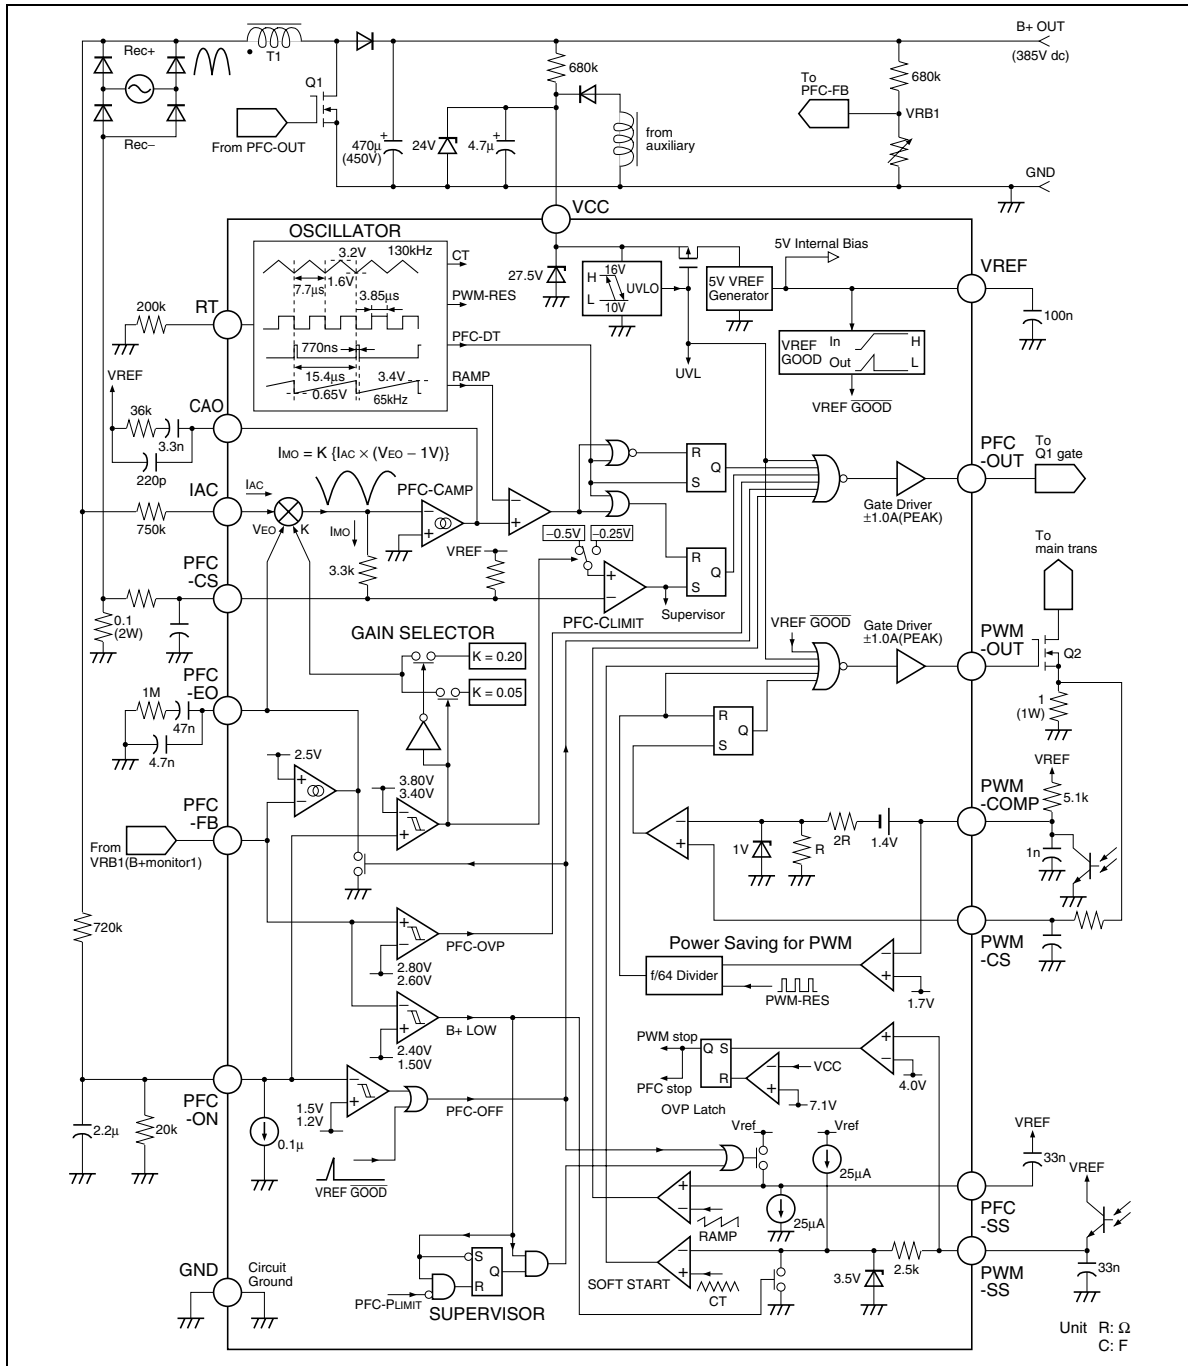 B+ OUT
(385V dc)
Rec+
T1
Q1
From PFC-OUT
Rec−
680k
470μ
(450V)
24V
4.7μ
from
auxiliary
To
PFC-FB
680k
VRB1
GND
VCC
OSCILLATOR
3.2V
130kHz
1.6V
7.7μs
3.85μs
770ns
15.4μs
0.65V
3.4V
65kHz
CT
PWM-RES
PFC-DT
RAMP
27.5V
H
L
16V
10V
UVLO
UVL
5V VREF
Generator
5V Internal Bias
VREF
100n
VREF
GOOD
In
Out
H
L
VREF GOOD
RT
200k
VREF
CAO
36k
3.3n
220p
IMO = K {IAC × (VEO − 1V)}
IAC
IAC
750k
VEO
K
IMO
3.3k
PFC-CAMP
R
S
Q
PFC
-OUT
To
Q1 gate
Gate Driver
±1.0A(PEAK)
−0.5V
−0.25V
VREF
R
S
Q
PFC
-CS
0.1
(2W)
PFC-CLIMIT
Supervisor
To
main trans
GAIN SELECTOR
K = 0.20
K = 0.05
VREF GOOD
Gate Driver
±1.0A(PEAK)
PWM
-OUT
Q2
1
(1W)
PFC
-EO
1M
47n
4.7n
R
S
Q
2.5V
3.80V
3.40V
VREF
5.1k
PWM
-COMP
PFC
-FB
From
VRB1(B+monitor1)
1V
R
2R
1.4V
1n
720k
PFC-OVP
2.80V
2.60V
Power Saving for PWM
f/64 Divider
PWM-RES
1.7V
PWM
-CS
B+ LOW
2.40V
1.50V
PWM stop
PFC stop
Q
S
R
OVP Latch
VCC
7.1V
4.0V
PFC
-ON
2.2μ
20k
0.1μ
1.5V
1.2V
PFC-OFF
VREF GOOD
Vref
Vref
25μA
25μA
RAMP
VREF
33n
VREF
PFC
-SS
SOFT START
CT
3.5V
2.5k
PWM
-SS
33n
GND
Circuit
Ground
PFC-PLIMIT
S
Q
R
SUPERVISOR
Unit R: Ω
C: F